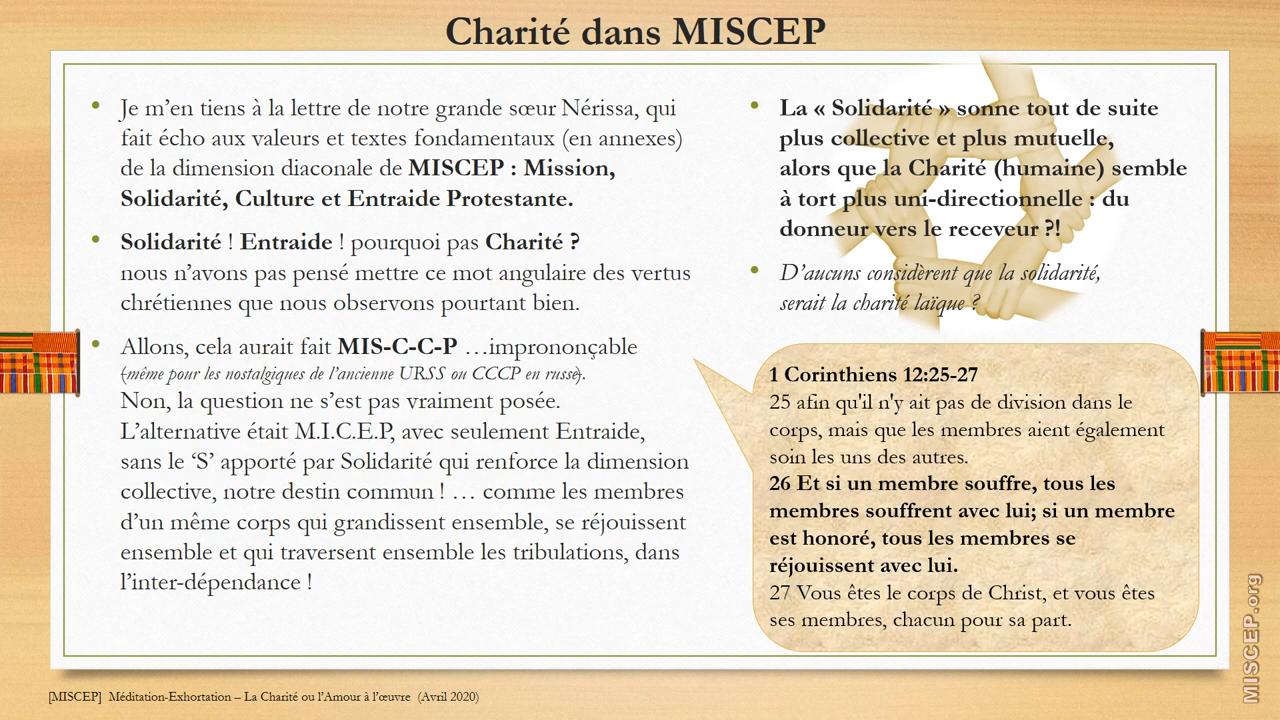 Charité dans MISCEP
• Je m’en tiens à la lettre de notre grande sœur Nérissa, qui
fait écho aux valeurs et textes fondamentaux (en annexes)
de la dimension diaconale de MISCEP : Mission,
Solidarité, Culture et Entraide Protestante.
• Solidarité ! Entraide ! pourquoi pas Charité ?
nous n’avons pas pensé mettre ce mot angulaire des vertus
chrétiennes que nous observons pourtant bien.
• Allons, cela aurait fait MIS-C-C-P …imprononçable
(même pour les nostalgiques de l’ancienne URSS ou CCCP en russe).
Non, la question ne s’est pas vraiment posée.
L’alternative était M.I.C.E.P, avec seulement Entraide,
sans le ‘S’ apporté par Solidarité qui renforce la dimension
collective, notre destin commun ! … comme les membres
d’un même corps qui grandissent ensemble, se réjouissent
ensemble et qui traversent ensemble les tribulations, dans
l’inter-dépendance !
• La « Solidarité » sonne tout de suite
plus collective et plus mutuelle,
alors que la Charité (humaine) semble
à tort plus uni-directionnelle : du
donneur vers le receveur ?!
• D’aucuns considèrent que la solidarité,
serait la charité laïque ?
1 Corinthiens 12:25-27
25 afin qu'il n'y ait pas de division dans le
corps, mais que les membres aient également
soin les uns des autres.
26 Et si un membre souffre, tous les
membres souffrent avec lui; si un membre
est honoré, tous les membres se
réjouissent avec lui.
27 Vous êtes le corps de Christ, et vous êtes
ses membres, chacun pour sa part.
MISCEP.org
[MISCEP] Méditation-Exhortation – La Charité ou l’Amour à l’œuvre (Avril 2020)